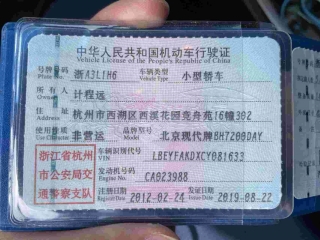 中华人民共和国机动车行驶证
Vehicle License of the People's Republic of China
号牌号码 浙A3L1H6 车辆类型 小型轿车
Plate No. Vehicle Type
所有人 计程远
Owner
住址 杭州市西湖区西溪花园竞舟苑16幢302
Address
使用性质 非营运 品牌型号 北京现代牌BH7200DAY
Use Character Model
浙江省杭州
市公安局交
通警察支队
车辆识别代号 LBEYFAKDXCY081633
VIN
发动机号码 CA023988
Engine No.
注册日期 2012-02-24 发证日期 2019-08-22
Register Date Issue Date